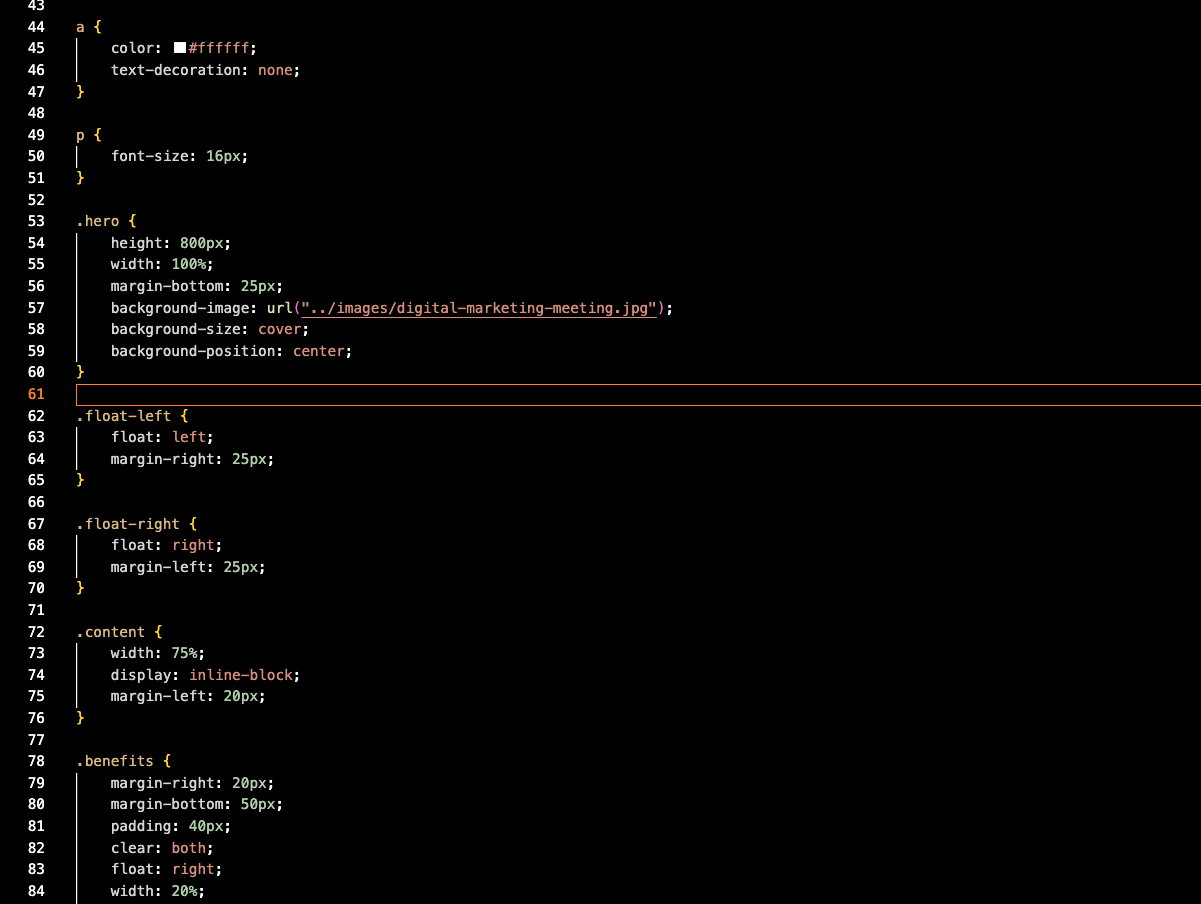 43
44 a {
45     color: #ffffff;
46     text-decoration: none;
47 }
48
49 p {
50     font-size: 16px;
51 }
52
53 .hero {
54     height: 800px;
55     width: 100%;
56     margin-bottom: 25px;
57     background-image: url("../images/digital-marketing-meeting.jpg");
58     background-size: cover;
59     background-position: center;
60 }
61
62 .float-left {
63     float: left;
64     margin-right: 25px;
65 }
66
67 .float-right {
68     float: right;
69     margin-left: 25px;
70 }
71
72 .content {
73     width: 75%;
74     display: inline-block;
75     margin-left: 20px;
76 }
77
78 .benefits {
79     margin-right: 20px;
80     margin-bottom: 50px;
81     padding: 40px;
82     clear: both;
83     float: right;
84     width: 20%;